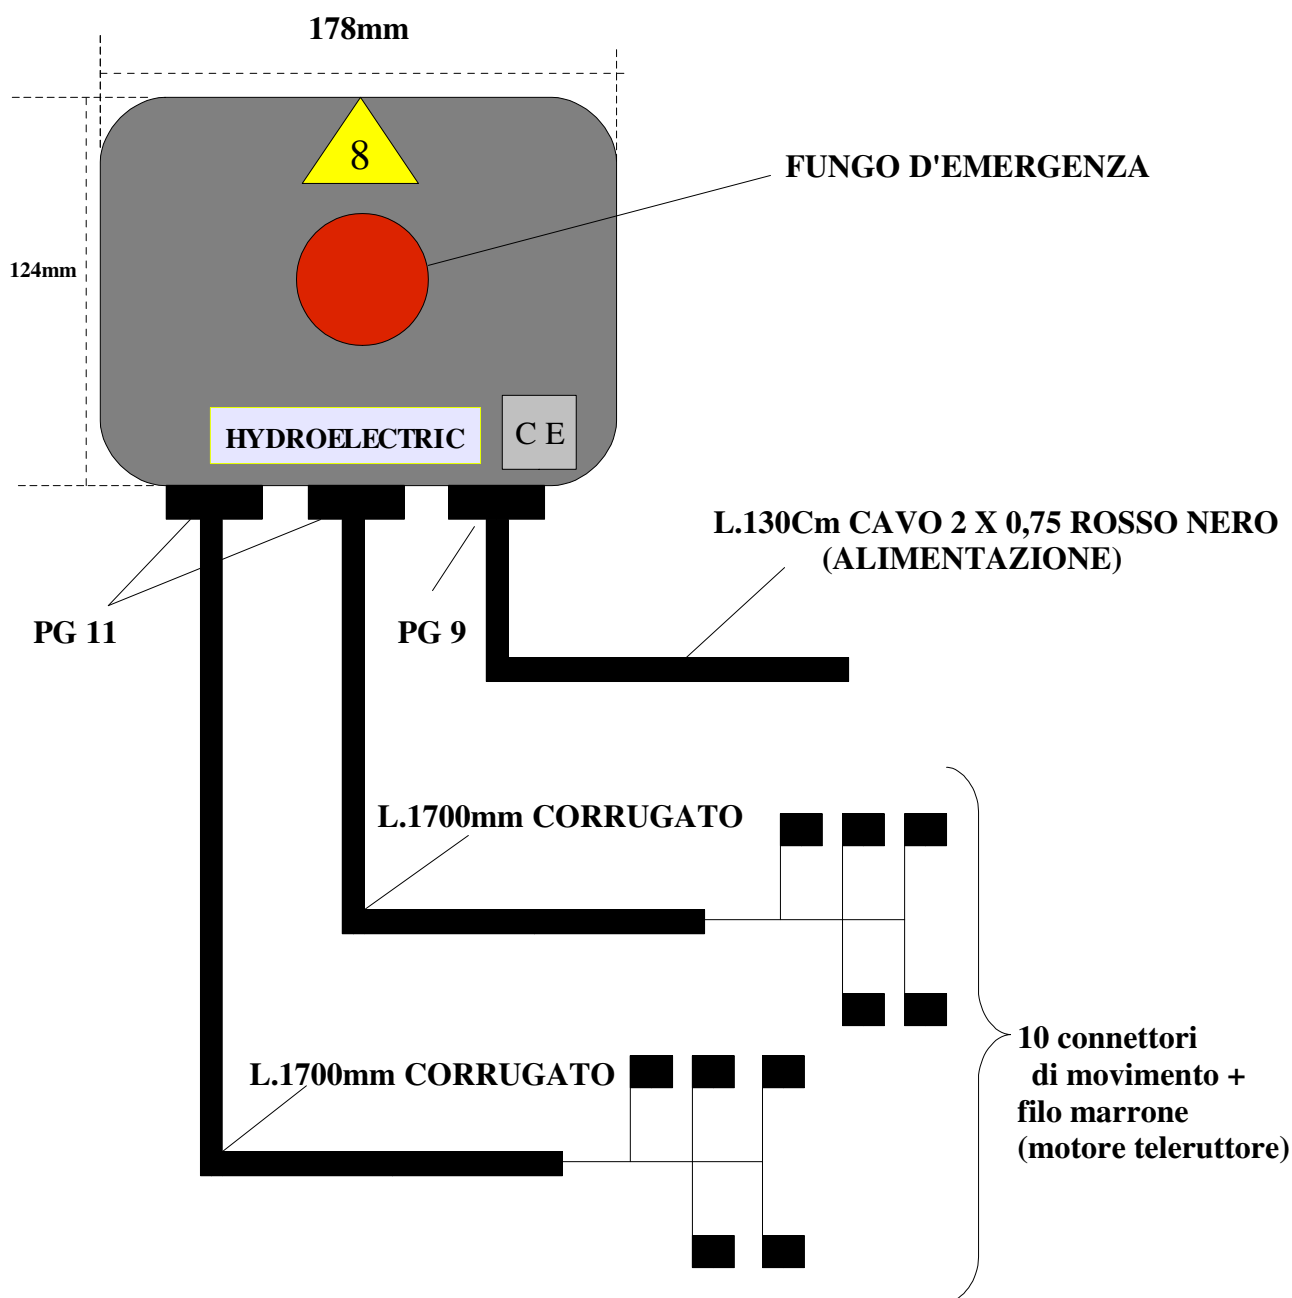 178mm
8
FUNGO D'EMERGENZA
124mm
HYDROELECTRIC
C E
L.130Cm CAVO 2 X 0,75 ROSSO NERO
(ALIMENTAZIONE)
PG 11
PG 9
L.1700mm CORRUGATO
10 connettori
di movimento +
filo marrone
(motore teleruttore)
L.1700mm CORRUGATO